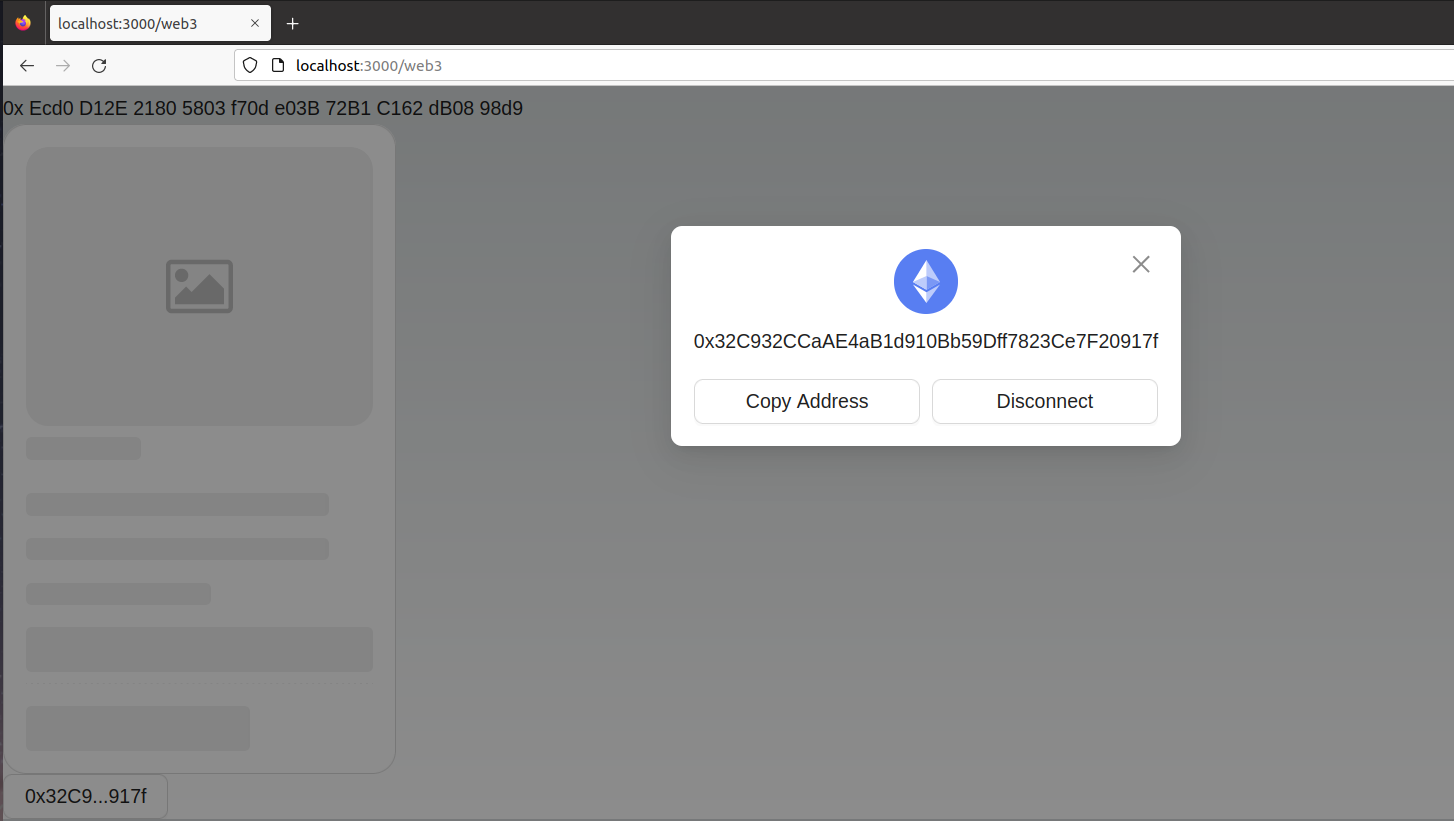 localhost:3000/web3
localhost:3000/web3
0x Ecd0 D12E 2180 5803 f70d e03B 72B1 C162 dB08 98d9
0x32C932CCaAE4aB1d910Bb59Dff7823Ce7F20917f
Copy Address
Disconnect
0x32C9...917f